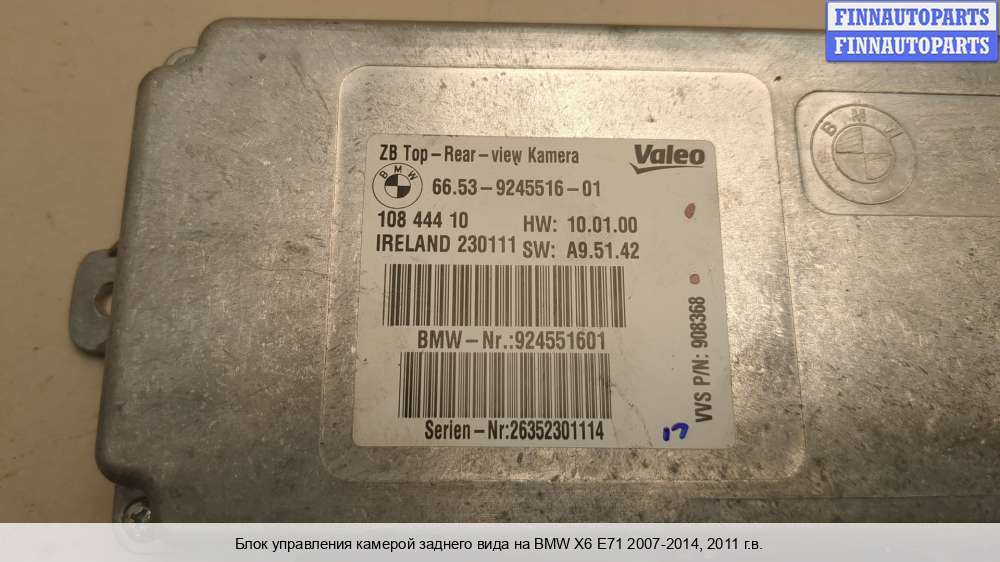 FINNAUTOPARTS
FINNAUTOPARTS
BMW
ZB Top-Rear-view Kamera
Valeo
BMW
66.53-9245516-01
108 444 10
HW: 10.01.00
IRELAND 230111
SW: A9.51.42
BMW-Nr.:924551601
VVS P/N: 908368
Serien-Nr:26352301114
17
Блок управления камерой заднего вида на BMW X6 E71 2007-2014, 2011 г.в.